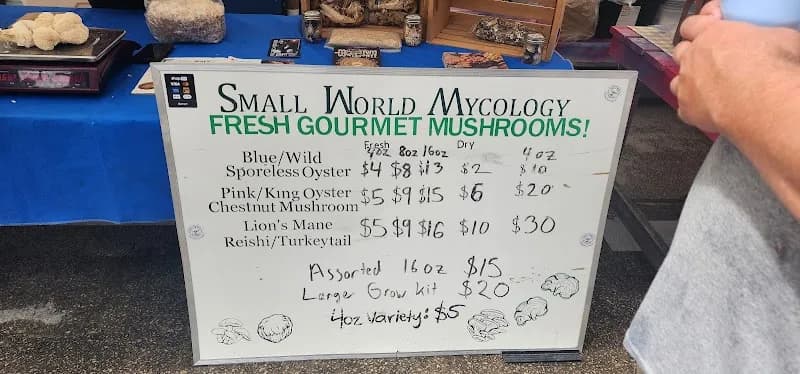 SMALL WORLD MYCOLOGY
FRESH GOURMET MUSHROOMS!
Fresh Dry
4oz 8oz 16oz 4oz
Blue/Wild
Sporeless Oyster $4 $8 $13 $2 $10
Pink/King Oyster
Chestnut Mushroom $5 $9 $15 $6 $20
Lion's Mane
Reishi/Turkeytail $5 $9 $16 $10 $30
Assorted 16oz $15
Large Grow kit $20
4oz Variety: $5